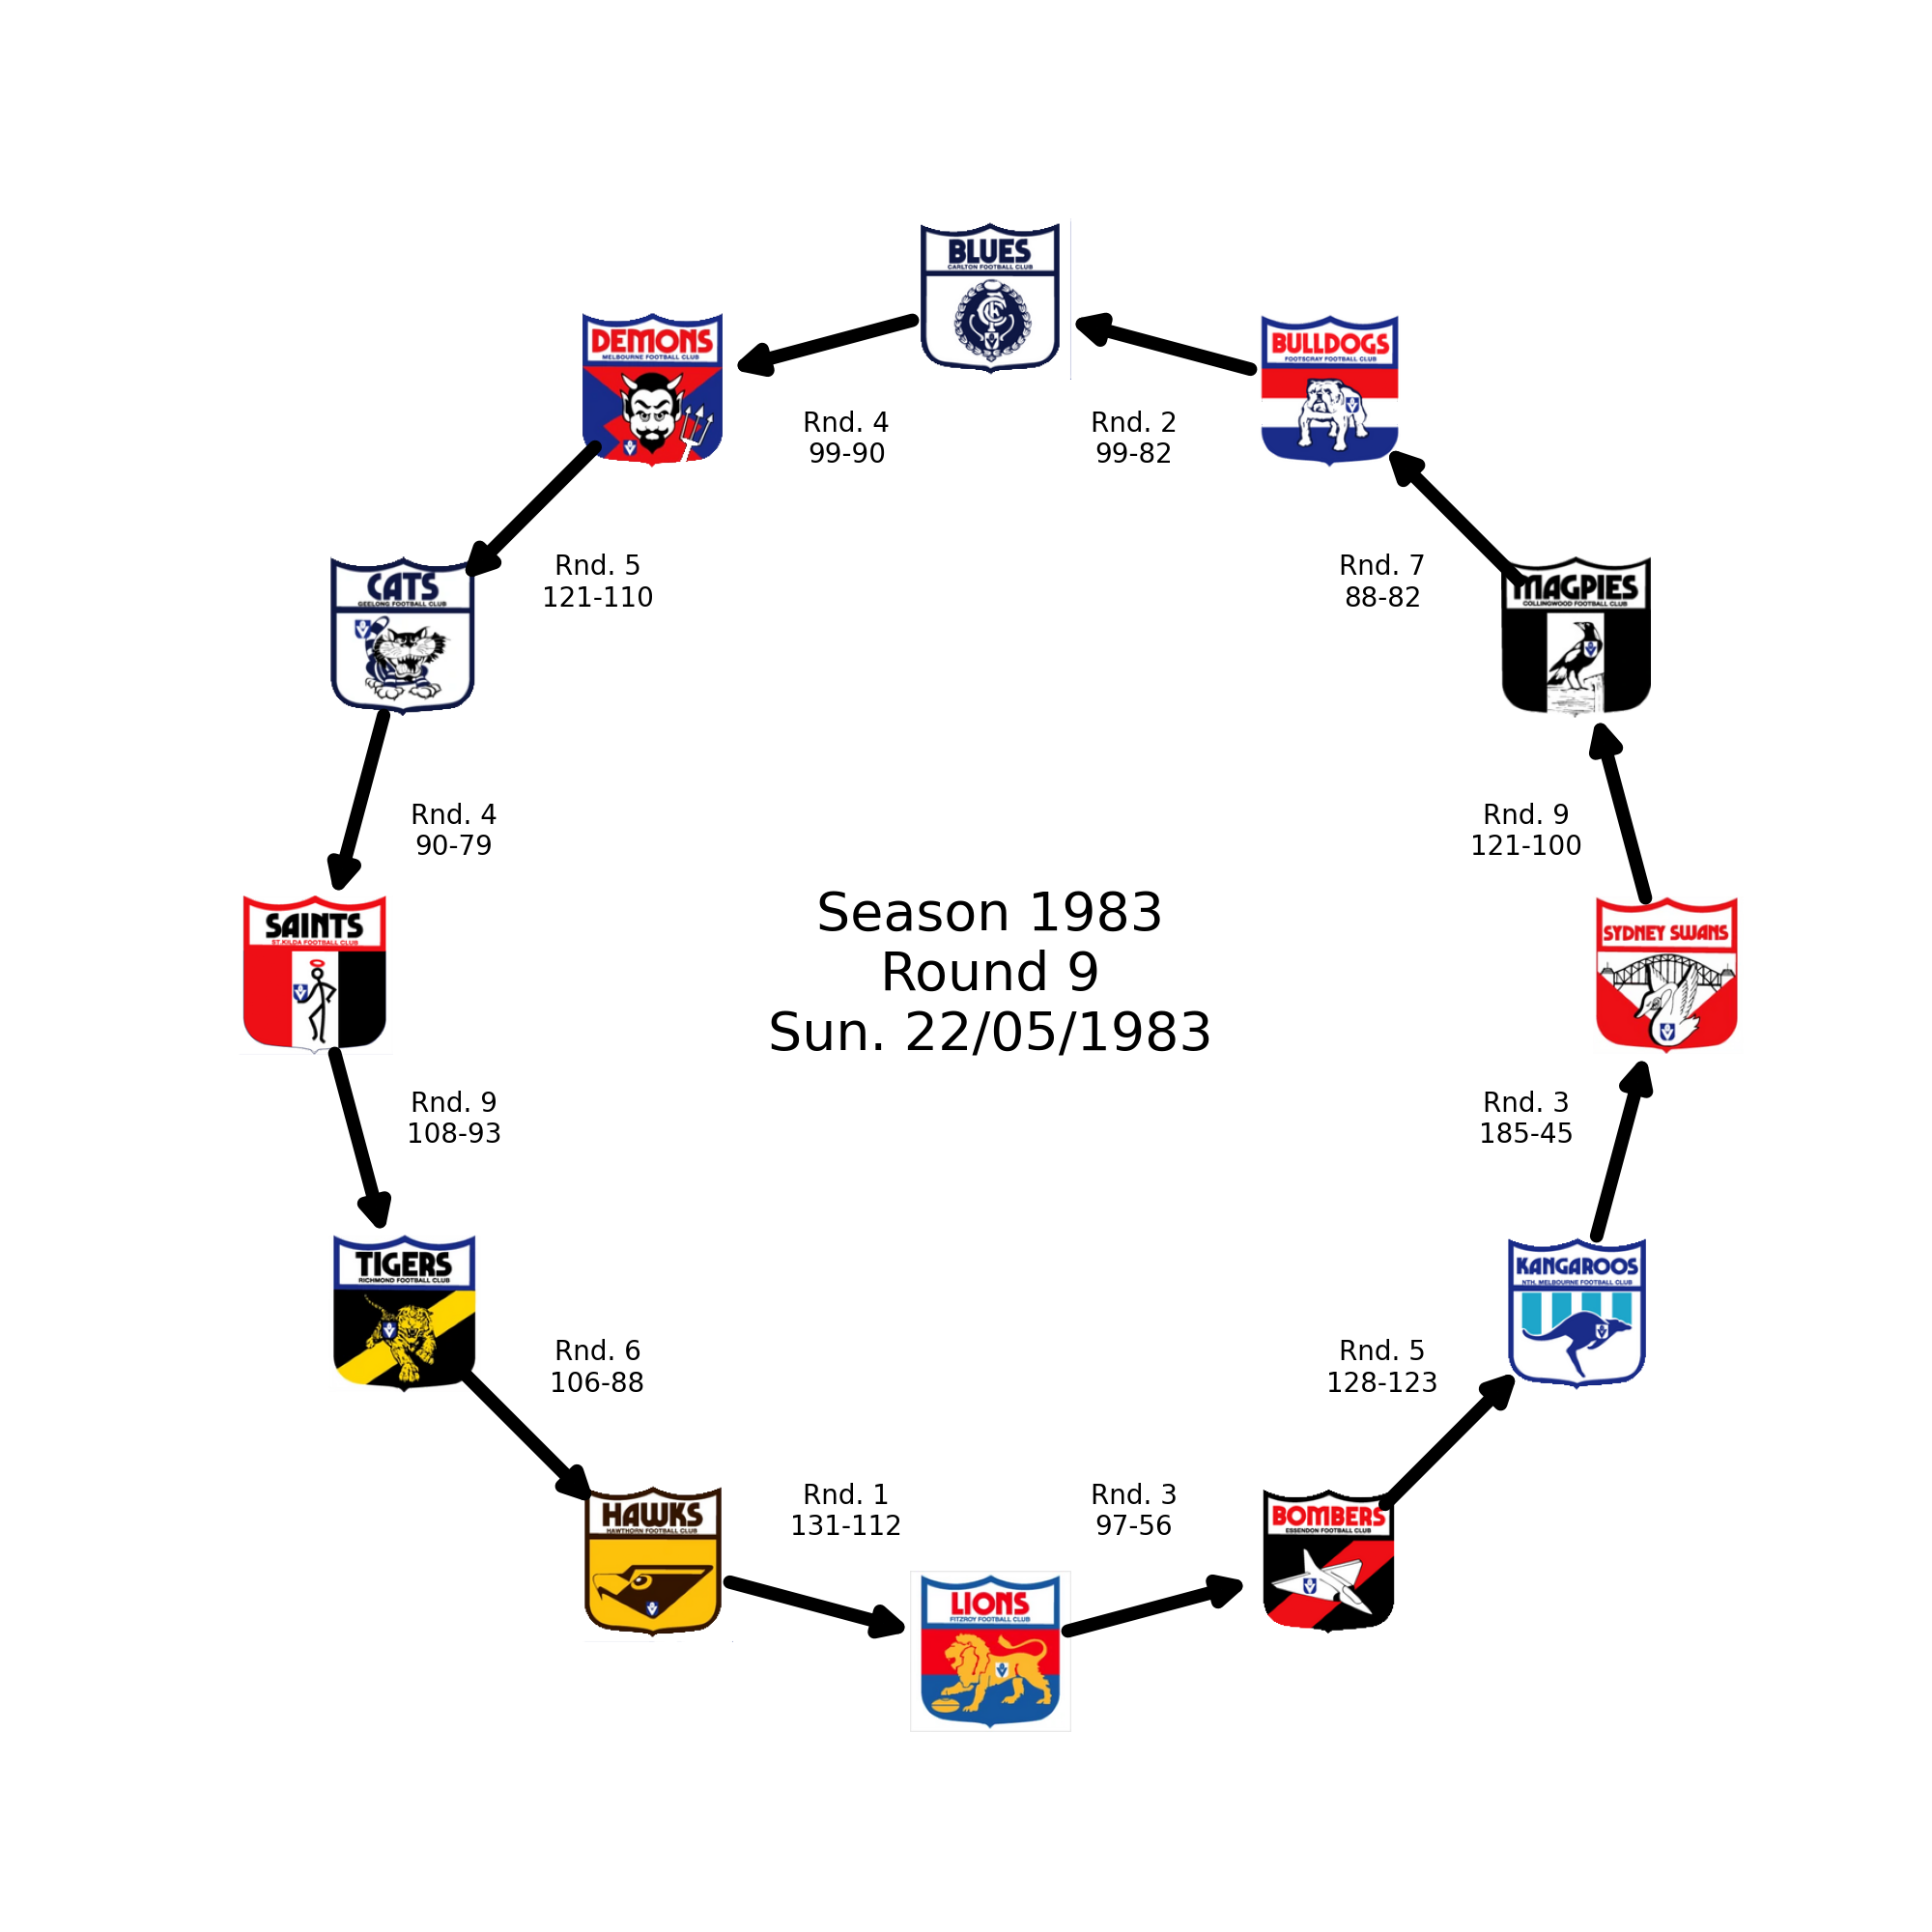 BLUES
CARLTON FOOTBALL CLUB
DEMONS
MELBOURNE FOOTBALL CLUB
BULLDOGS
FOOTSCRAY FOOTBALL CLUB
Rnd. 4
99-90
Rnd. 2
99-82
CATS
GEELONG FOOTBALL CLUB
Rnd. 5
121-110
Rnd. 7
88-82
MAGPIES
COLLINGWOOD FOOTBALL CLUB
Rnd. 4
90-79
Rnd. 9
121-100
SAINTS
ST.KILDA FOOTBALL CLUB
Season 1983
Round 9
Sun. 22/05/1983
SYDNEY SWANS
Rnd. 9
108-93
Rnd. 3
185-45
TIGERS
RICHMOND FOOTBALL CLUB
KANGAROOS
NTH. MELBOURNE FOOTBALL CLUB
Rnd. 6
106-88
Rnd. 5
128-123
HAWKS
HAWTHORN FOOTBALL CLUB
Rnd. 1
131-112
Rnd. 3
97-56
BOMBERS
ESSENDON FOOTBALL CLUB
LIONS
FITZROY FOOTBALL CLUB